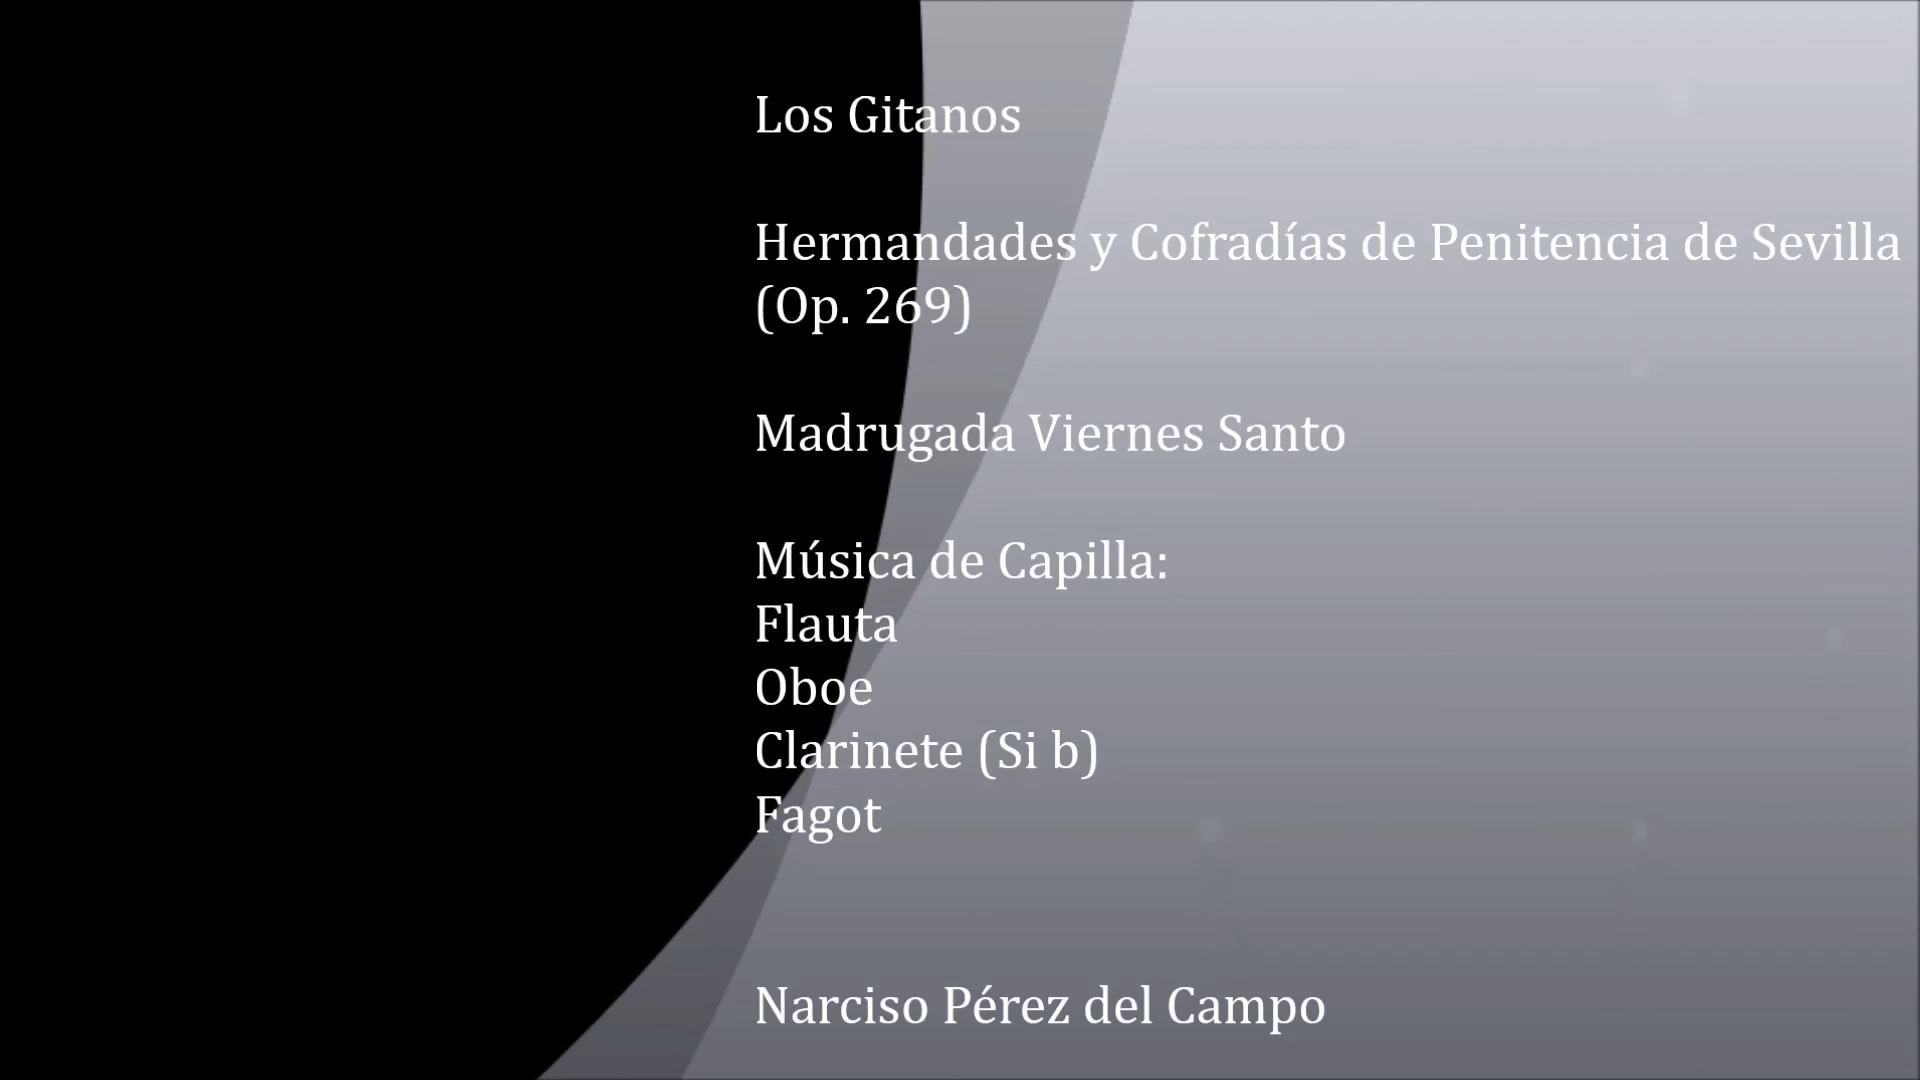 Los Gitanos
Hermandades y Cofradías de Penitencia de Sevilla
(Op. 269)
Madrugada Viernes Santo
Música de Capilla:
Flauta
Oboe
Clarinete (Si b)
Fagot
Narciso Pérez del Campo